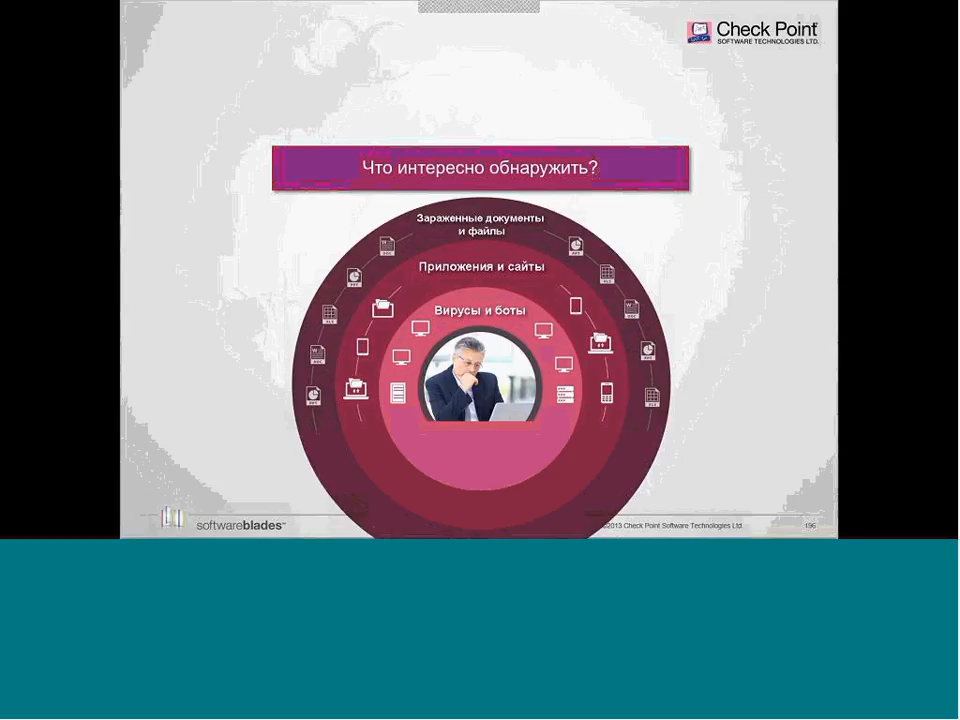 Check Point
SOFTWARE TECHNOLOGIES LTD.
Что интересно обнаружить?
Зараженные документы
и файлы
Приложения и сайты
Вирусы и боты
softwareblades™
©2013 Check Point Software Technologies Ltd.
196